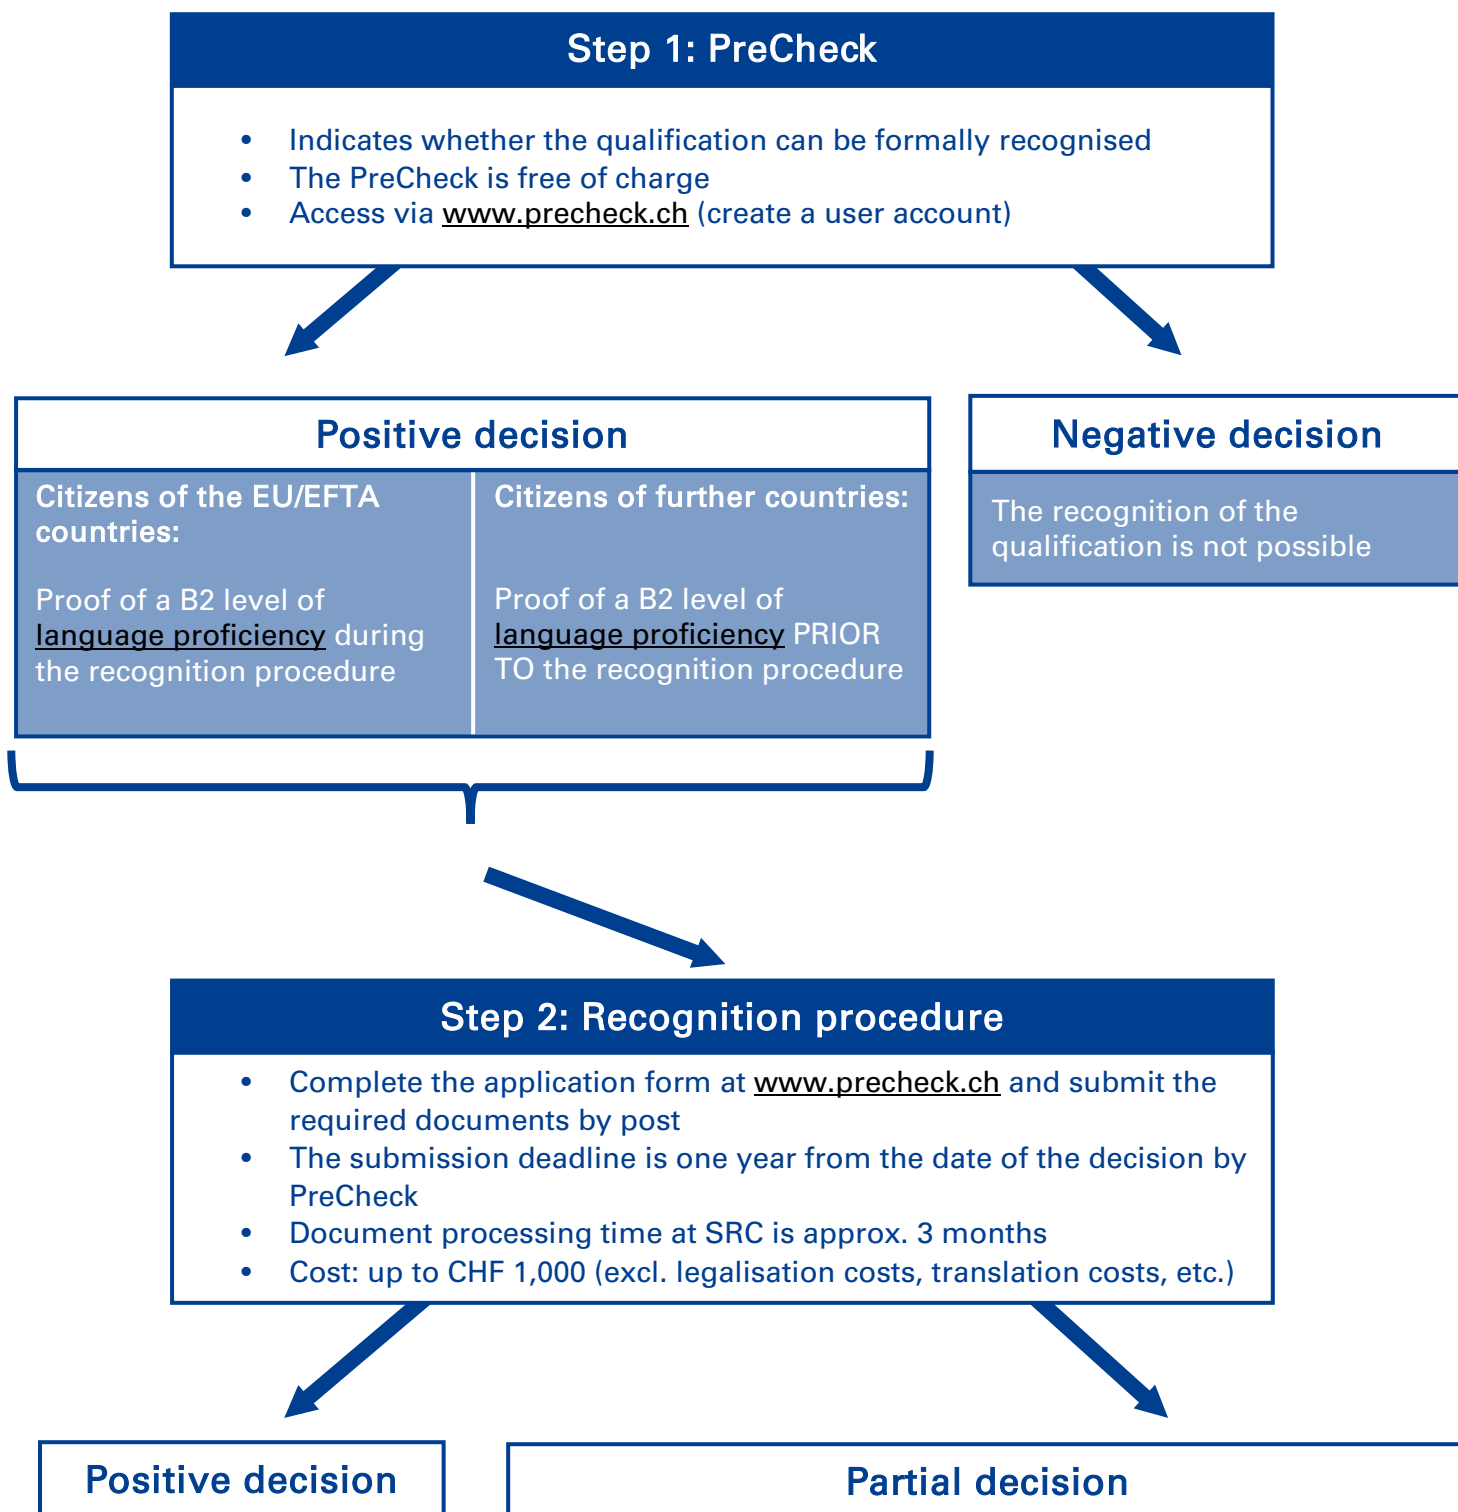 Step 1: PreCheck
• Indicates whether the qualification can be formally recognised
• The PreCheck is free of charge
• Access via www.precheck.ch (create a user account)
Positive decision
Citizens of the EU/EFTA
countries:
Proof of a B2 level of
language proficiency during
the recognition procedure
Citizens of further countries:
Proof of a B2 level of
language proficiency PRIOR
TO the recognition procedure
Negative decision
The recognition of the
qualification is not possible
Step 2: Recognition procedure
• Complete the application form at www.precheck.ch and submit the
required documents by post
• The submission deadline is one year from the date of the decision by
PreCheck
• Document processing time at SRC is approx. 3 months
• Cost: up to CHF 1,000 (excl. legalisation costs, translation costs, etc.)
Positive decision
Partial decision